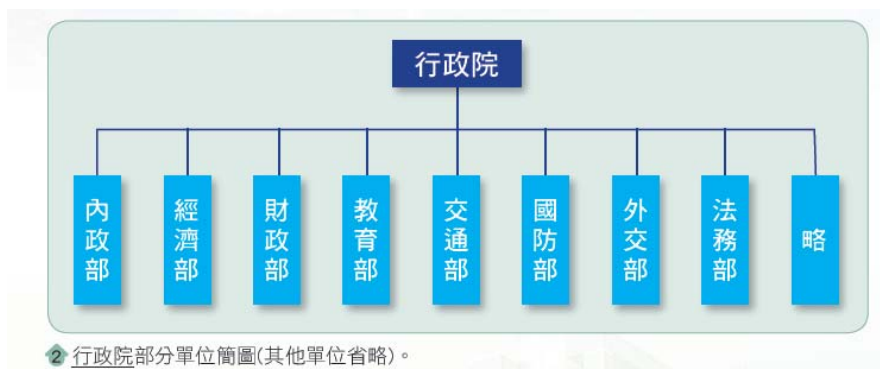 行政院
內政部
經濟部
財政部
教育部
交通部
國防部
外交部
法務部
略
2 行政院部分單位簡圖(其他單位省略)。